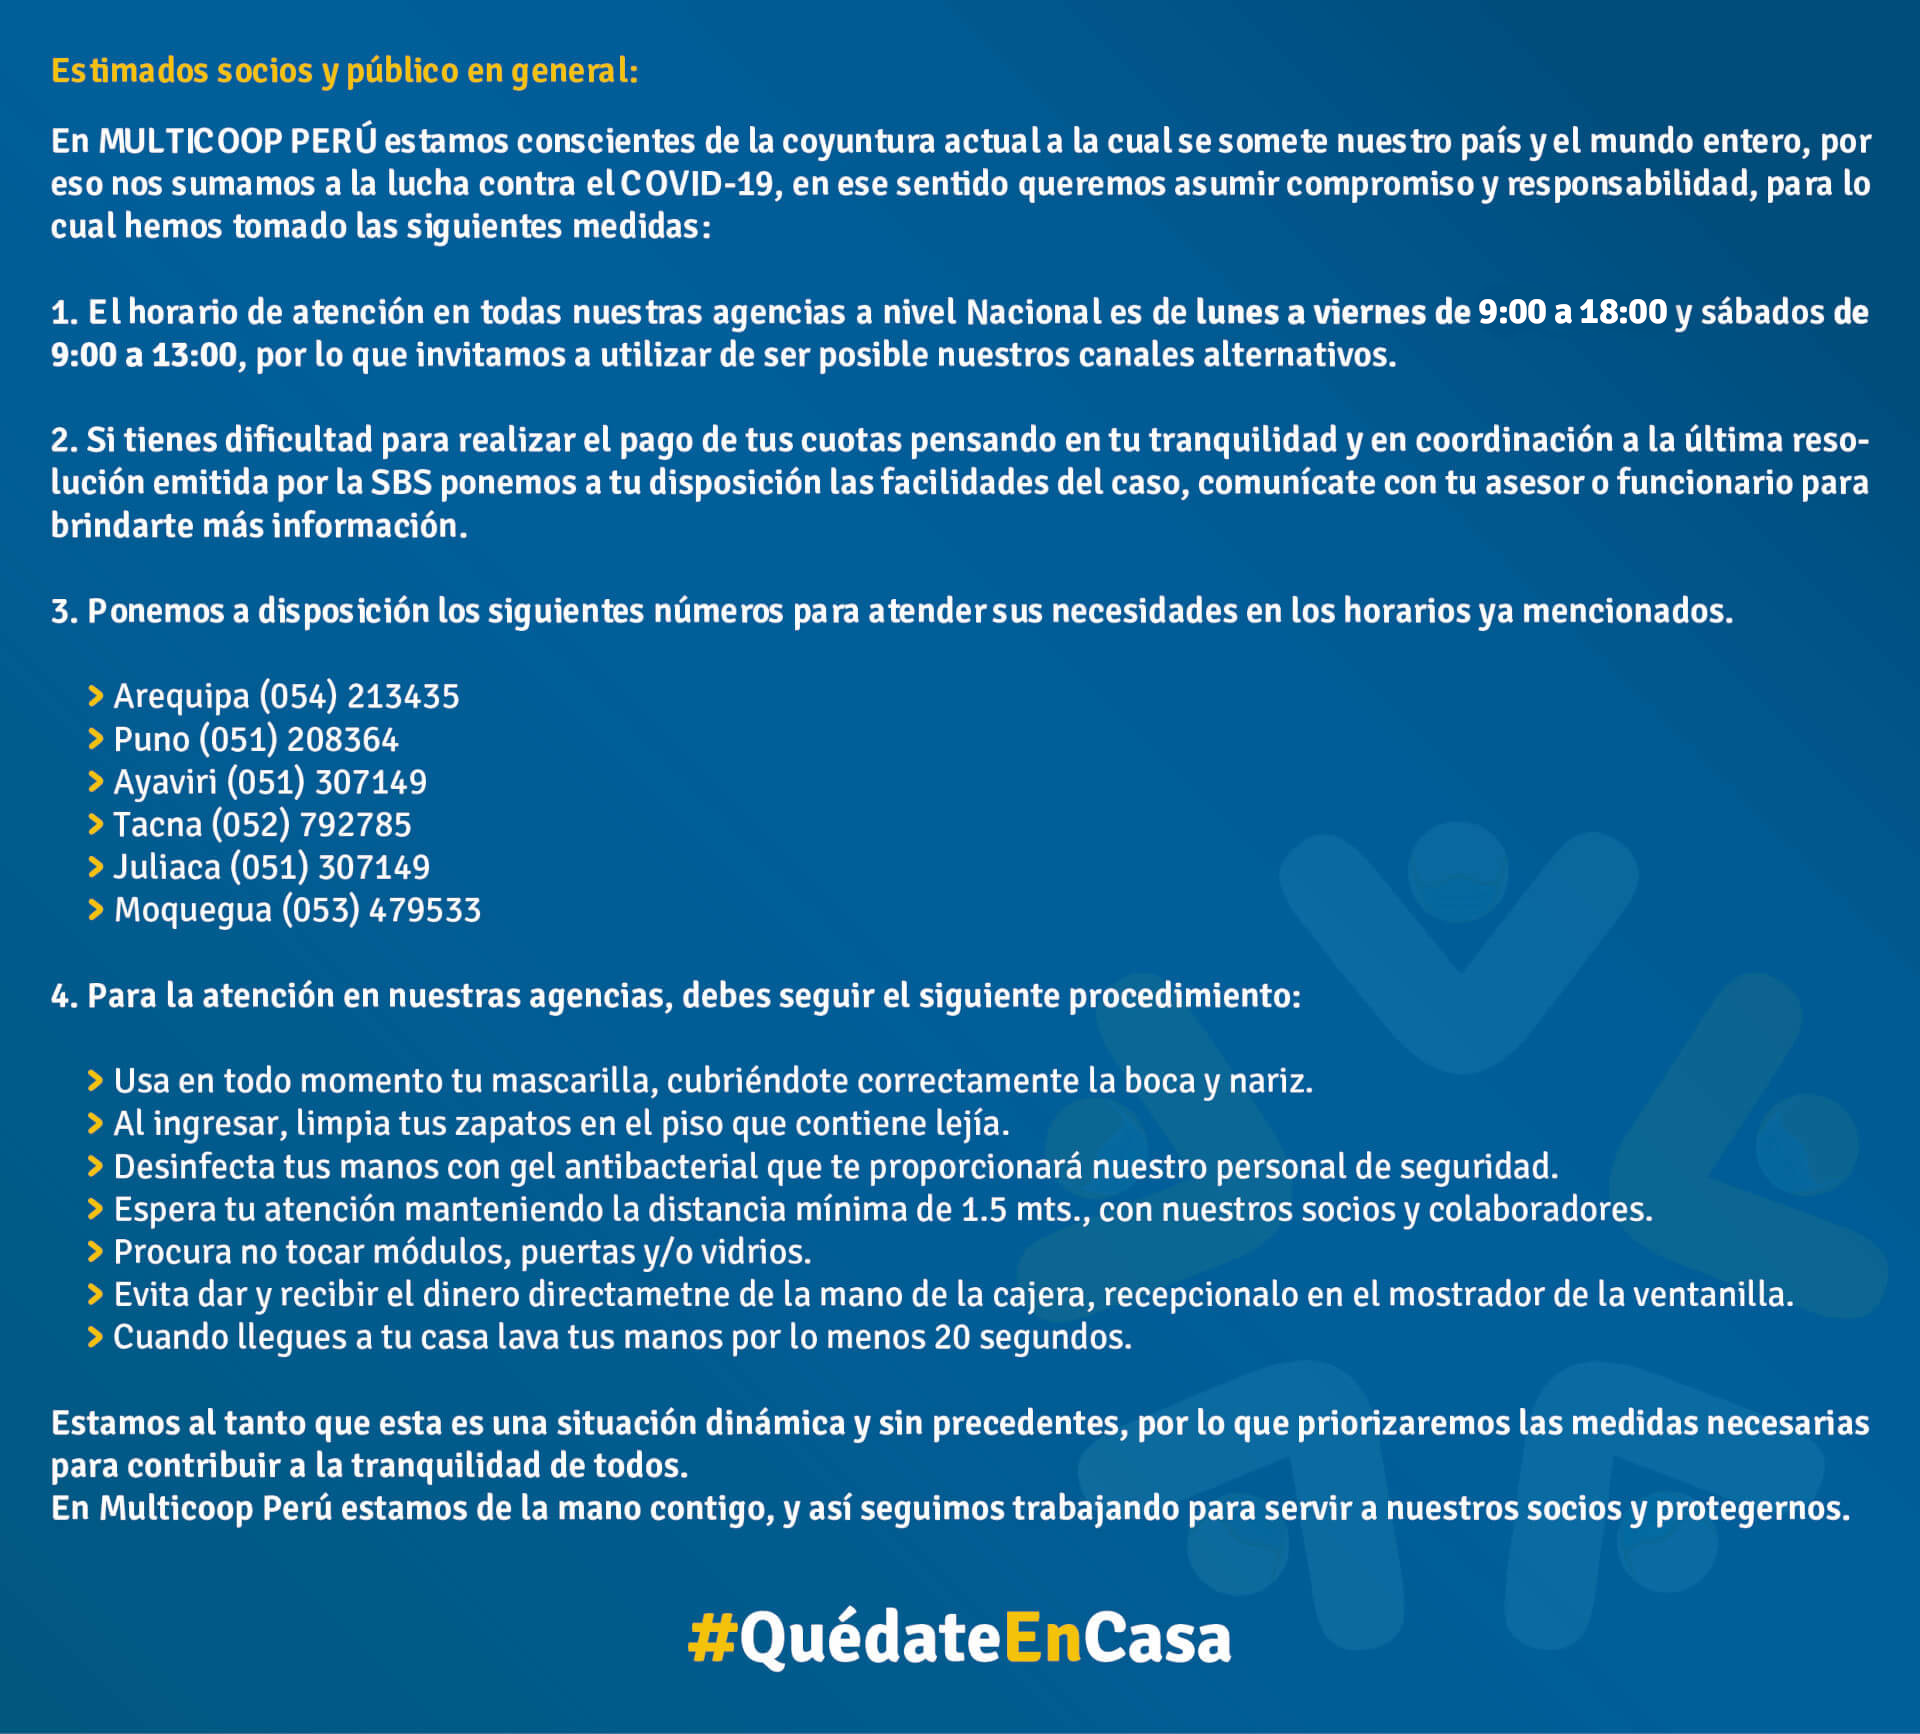 Estimados socios y público en general:
En MULTICOOP PERÚ estamos conscientes de la coyuntura actual a la cual se somete nuestro país y el mundo entero, por
eso nos sumamos a la lucha contra el COVID-19, en ese sentido queremos asumir compromiso y responsabilidad, para lo
cual hemos tomado las siguientes medidas:
1. El horario de atención en todas nuestras agencias a nivel Nacional es de lunes a viernes de 9:00 a 18:00 y sábados de
9:00 a 13:00, por lo que invitamos a utilizar de ser posible nuestros canales alternativos.
2. Si tienes dificultad para realizar el pago de tus cuotas pensando en tu tranquilidad y en coordinación a la última reso-
lución emitida por la SBS ponemos a tu disposición las facilidades del caso, comunícate con tu asesor o funcionario para
brindarte más información.
3. Ponemos a disposición los siguientes números para atender sus necesidades en los horarios ya mencionados.
> Arequipa (054) 213435
> Puno (051) 208364
> Ayaviri (051) 307149
> Tacna (052) 792785
> Juliaca (051) 307149
> Moquegua (053) 479533
4. Para la atención en nuestras agencias, debes seguir el siguiente procedimiento:
> Usa en todo momento tu mascarilla, cubriéndote correctamente la boca y nariz.
> Al ingresar, limpia tus zapatos en el piso que contiene lejía.
> Desinfecta tus manos con gel antibacterial que te proporcionará nuestro personal de seguridad.
> Espera tu atención manteniendo la distancia mínima de 1.5 mts., con nuestros socios y colaboradores.
> Procura no tocar módulos, puertas y/o vidrios.
> Evita dar y recibir el dinero directametne de la mano de la cajera, recepcionalo en el mostrador de la ventanilla.
> Cuando llegues a tu casa lava tus manos por lo menos 20 segundos.
Estamos al tanto que esta es una situación dinámica y sin precedentes, por lo que priorizaremos las medidas necesarias
para contribuir a la tranquilidad de todos.
En Multicoop Perú estamos de la mano contigo, y así seguimos trabajando para servir a nuestros socios y protegernos.
#QuédateEnCasa